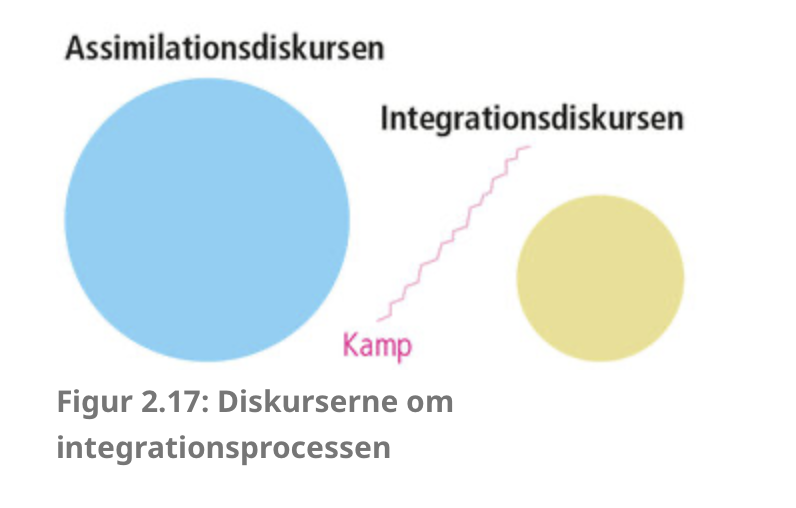 Assimilationsdiskursen
Integrationsdiskursen
Kamp
Figur 2.17: Diskurserne om
integrationsprocessen